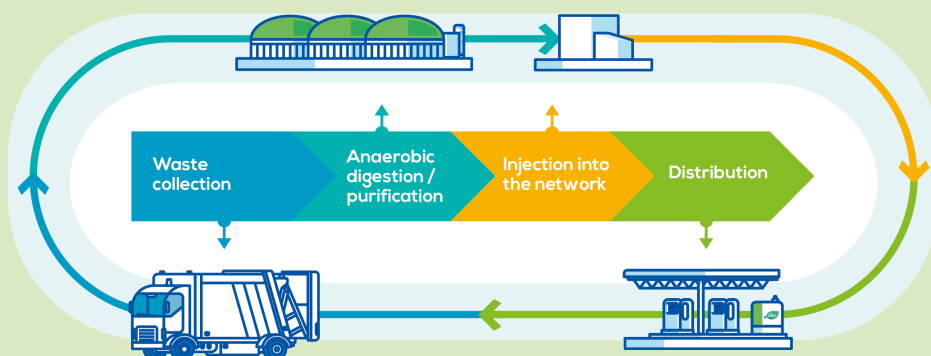 Waste
collection
Anaerobic
digestion /
purification
Injection into
the network
Distribution